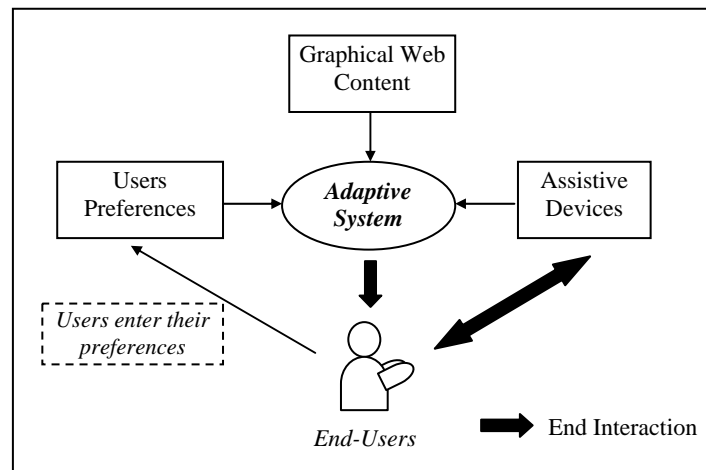 Graphical Web
Content
Users
Preferences
Adaptive
System
Assistive
Devices
Users enter their
preferences
End-Users
End Interaction